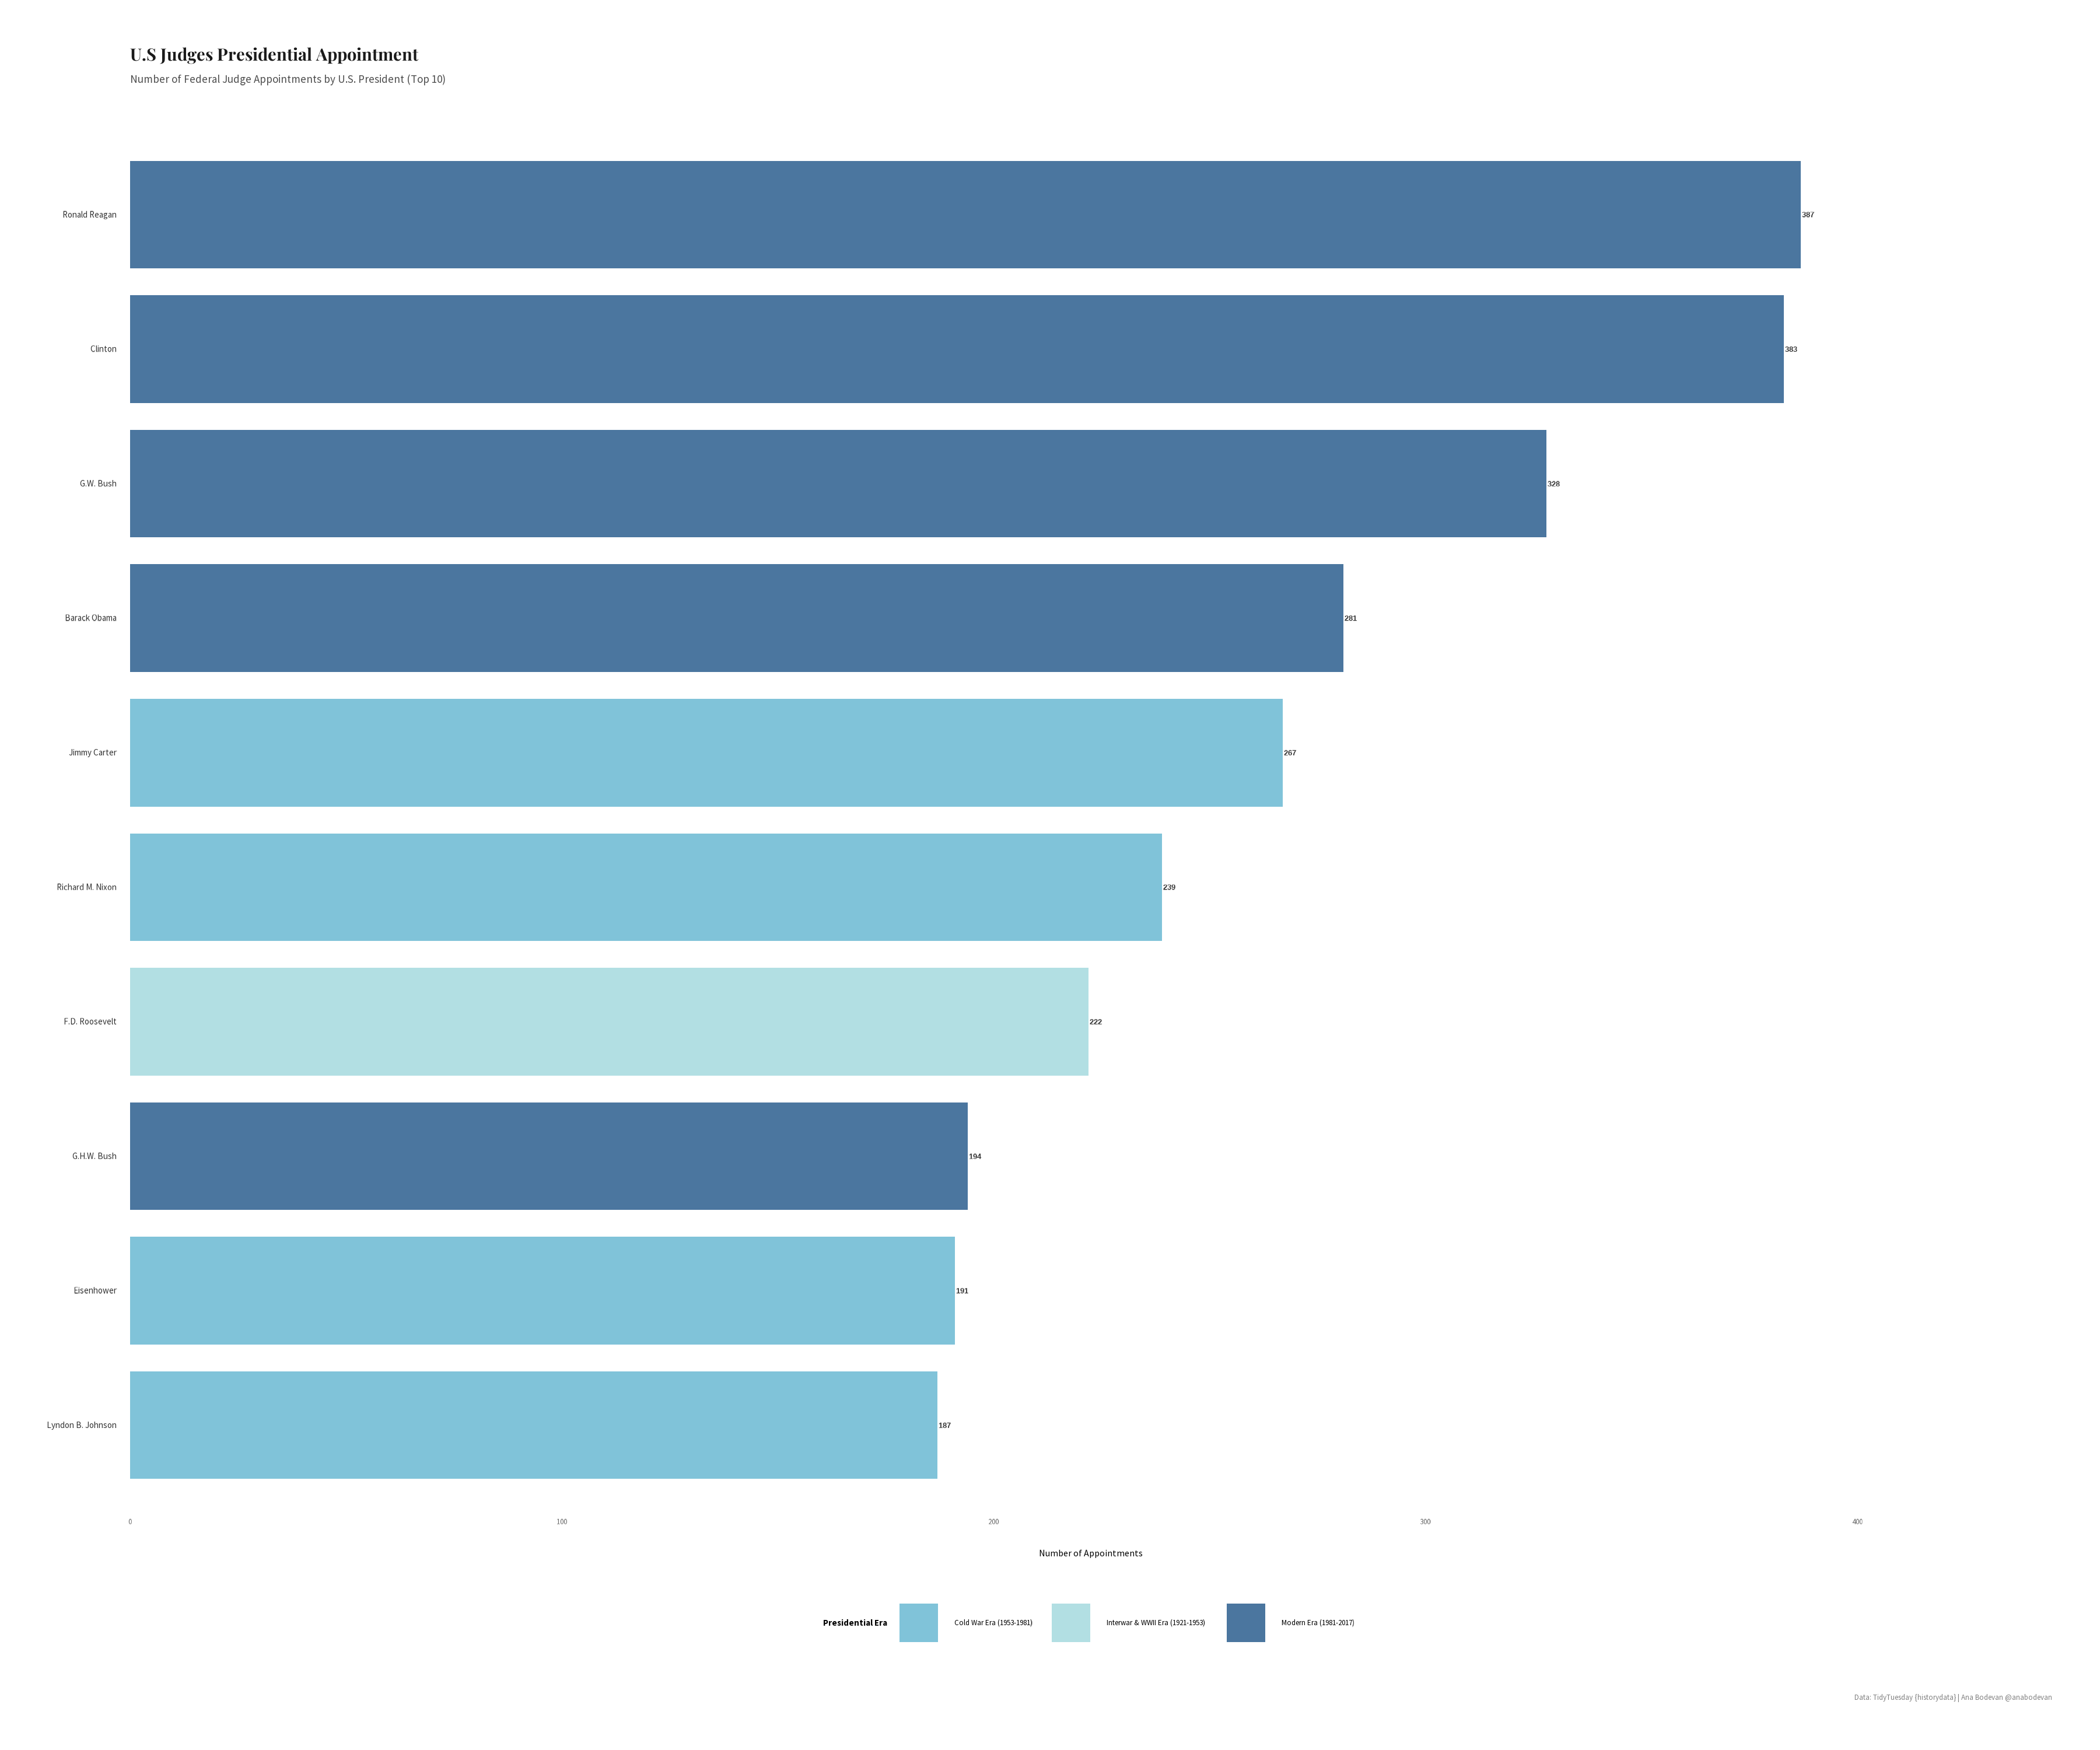 U.S Judges Presidential Appointment
Number of Federal Judge Appointments by U.S. President (Top 10)
Ronald Reagan 387
Clinton 383
G.W. Bush 328
Barack Obama 281
Jimmy Carter 267
Richard M. Nixon 239
F.D. Roosevelt 222
G.H.W. Bush 194
Eisenhower 191
Lyndon B. Johnson 187
0 100 200 300 400
Number of Appointments
Presidential Era Cold War Era (1953-1981) Interwar & WWII Era (1921-1953) Modern Era (1981-2017)
Data: TidyTuesday {historydata} | Ana Bodevan @anabodevan